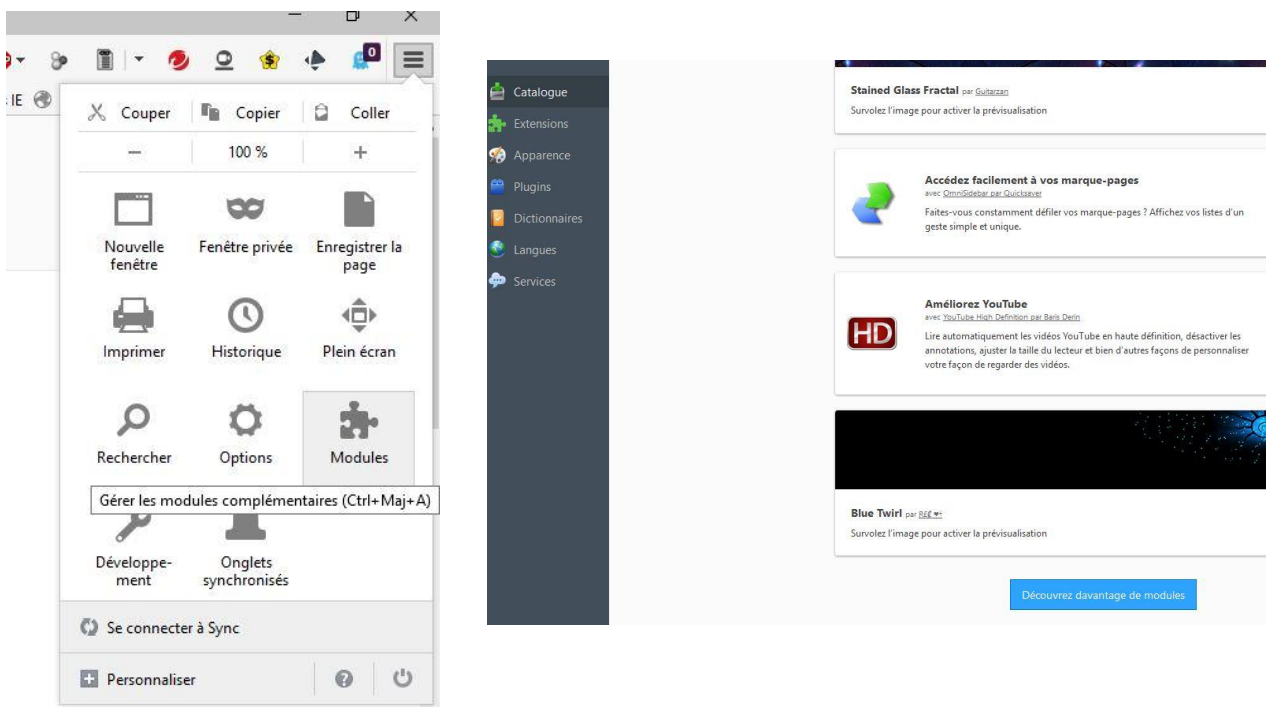 0
IE
Couper
Copier
Coller
100 %
Nouvelle
fenêtre
Fenêtre privée
Enregistrer la
page
Imprimer
Historique
Plein écran
Rechercher
Options
Modules
Gérer les modules complémentaires (Ctrl+Maj+A)
Développe-
ment
Onglets
synchronisés
Se connecter à Sync
Personnaliser
Catalogue
Extensions
Apparence
Plugins
Dictionnaires
Langues
Services
Stained Glass Fractal par Guitarzan
Survolez l'image pour activer la prévisualisation
Accédez facilement à vos marque-pages
avec OmniSidebar par Quicksaver
Faites-vous constamment défiler vos marque-pages ? Affichez vos listes d'un
geste simple et unique.
HD
Améliorez YouTube
avec YouTube High Definition par Baris Derin
Lire automatiquement les vidéos YouTube en haute définition, désactiver les
annotations, ajuster la taille du lecteur et bien d'autres façons de personnaliser
votre façon de regarder des vidéos.
Blue Twirl par
Survolez l'image pour activer la prévisualisation
Découvrez davantage de modules